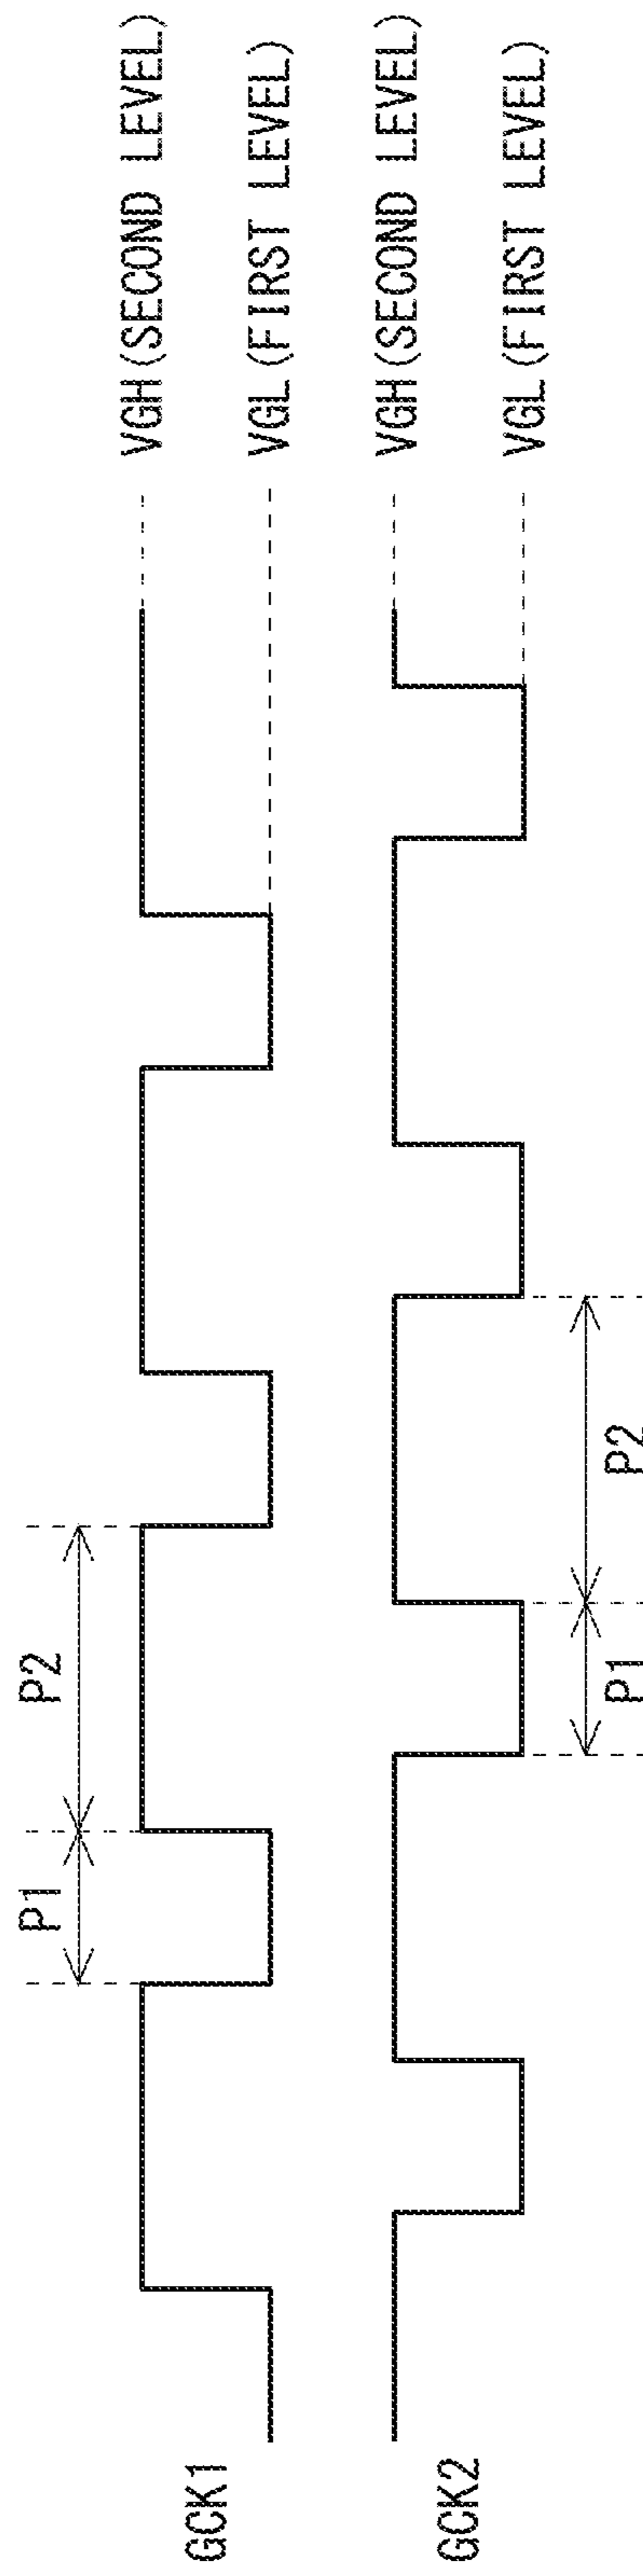 P1
P2
GCK1
VGH(SECOND LEVEL)
VGL(FIRST LEVEL)
GCK2
VGH(SECOND LEVEL)
VGL(FIRST LEVEL)
P1
P2